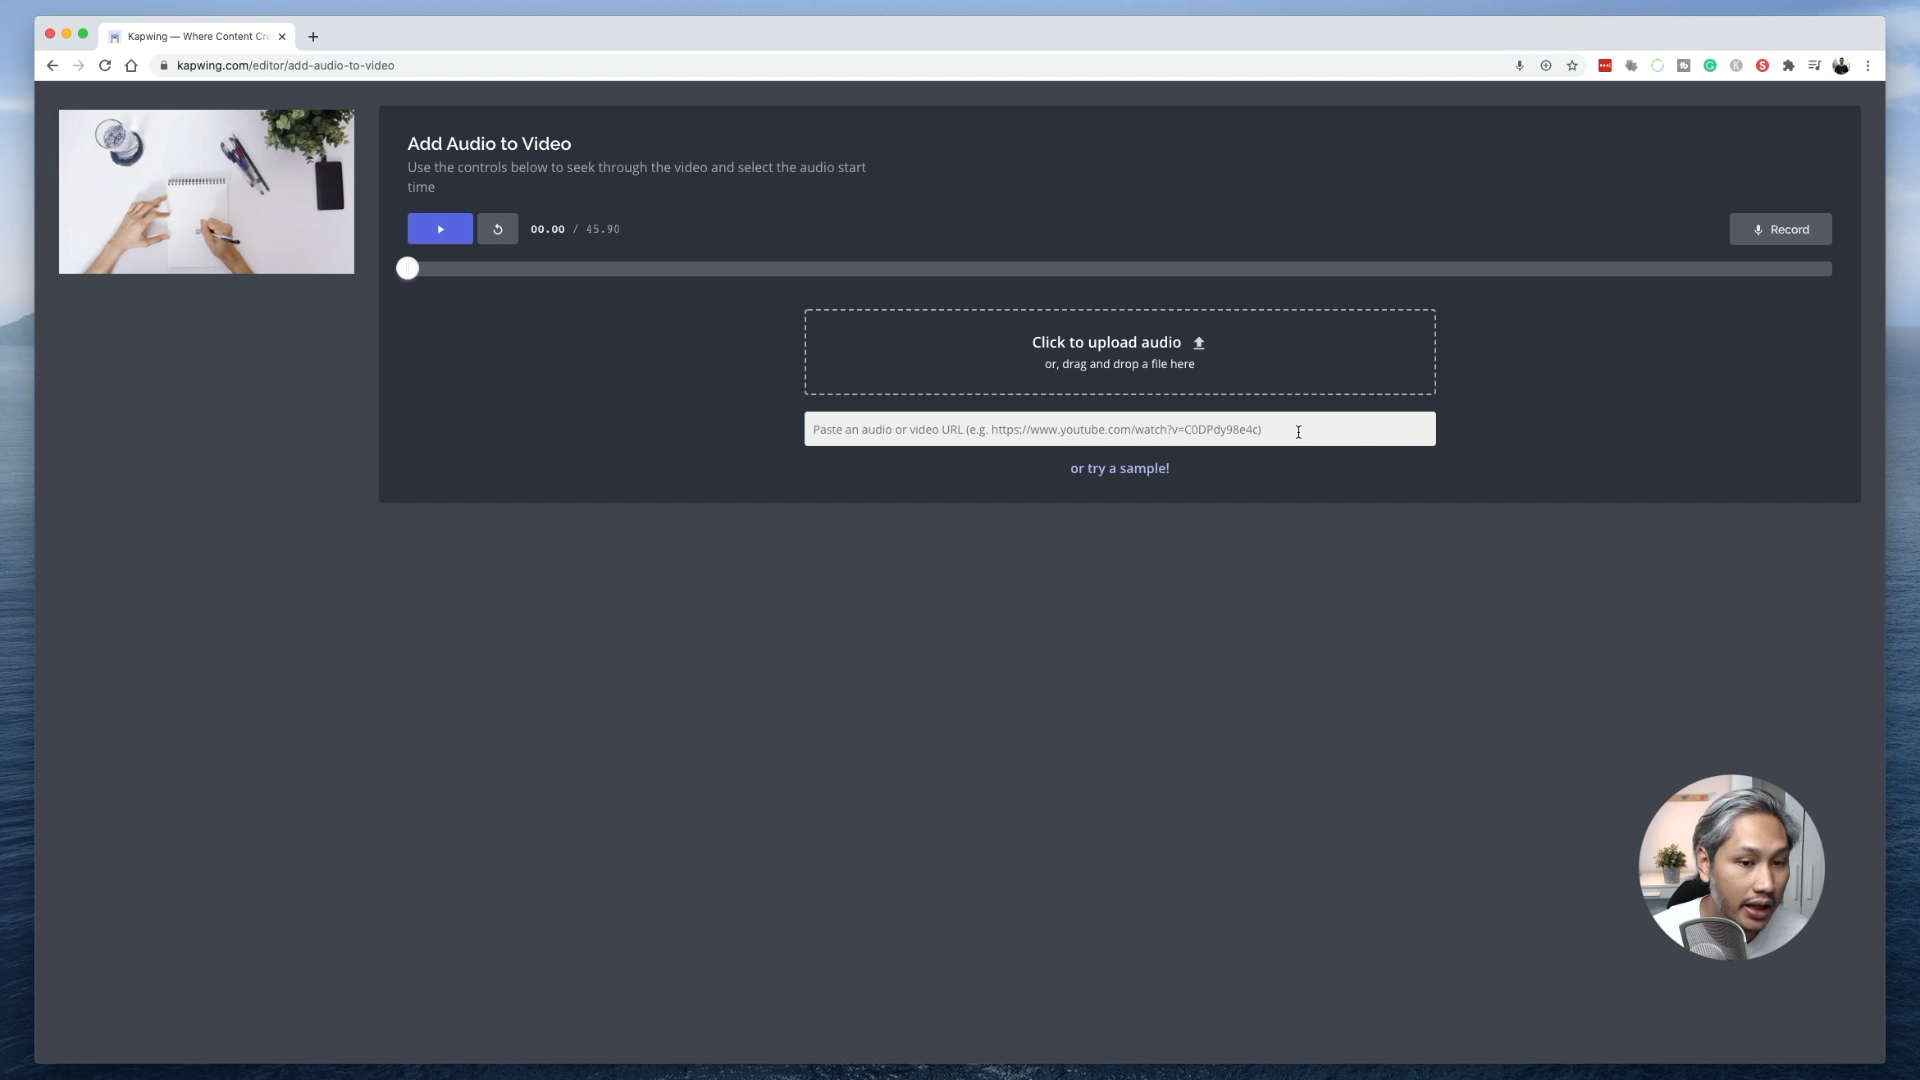 Kapwing — Where Content Cre
kapwing.com/editor/add-audio-to-video
Add Audio to Video
Use the controls below to seek through the video and select the audio start
time
00.00 / 45.90
Record
Click to upload audio
or, drag and drop a file here
Paste an audio or video URL (e.g. https://www.youtube.com/watch?v=C0DPdy98e4c)
or try a sample!